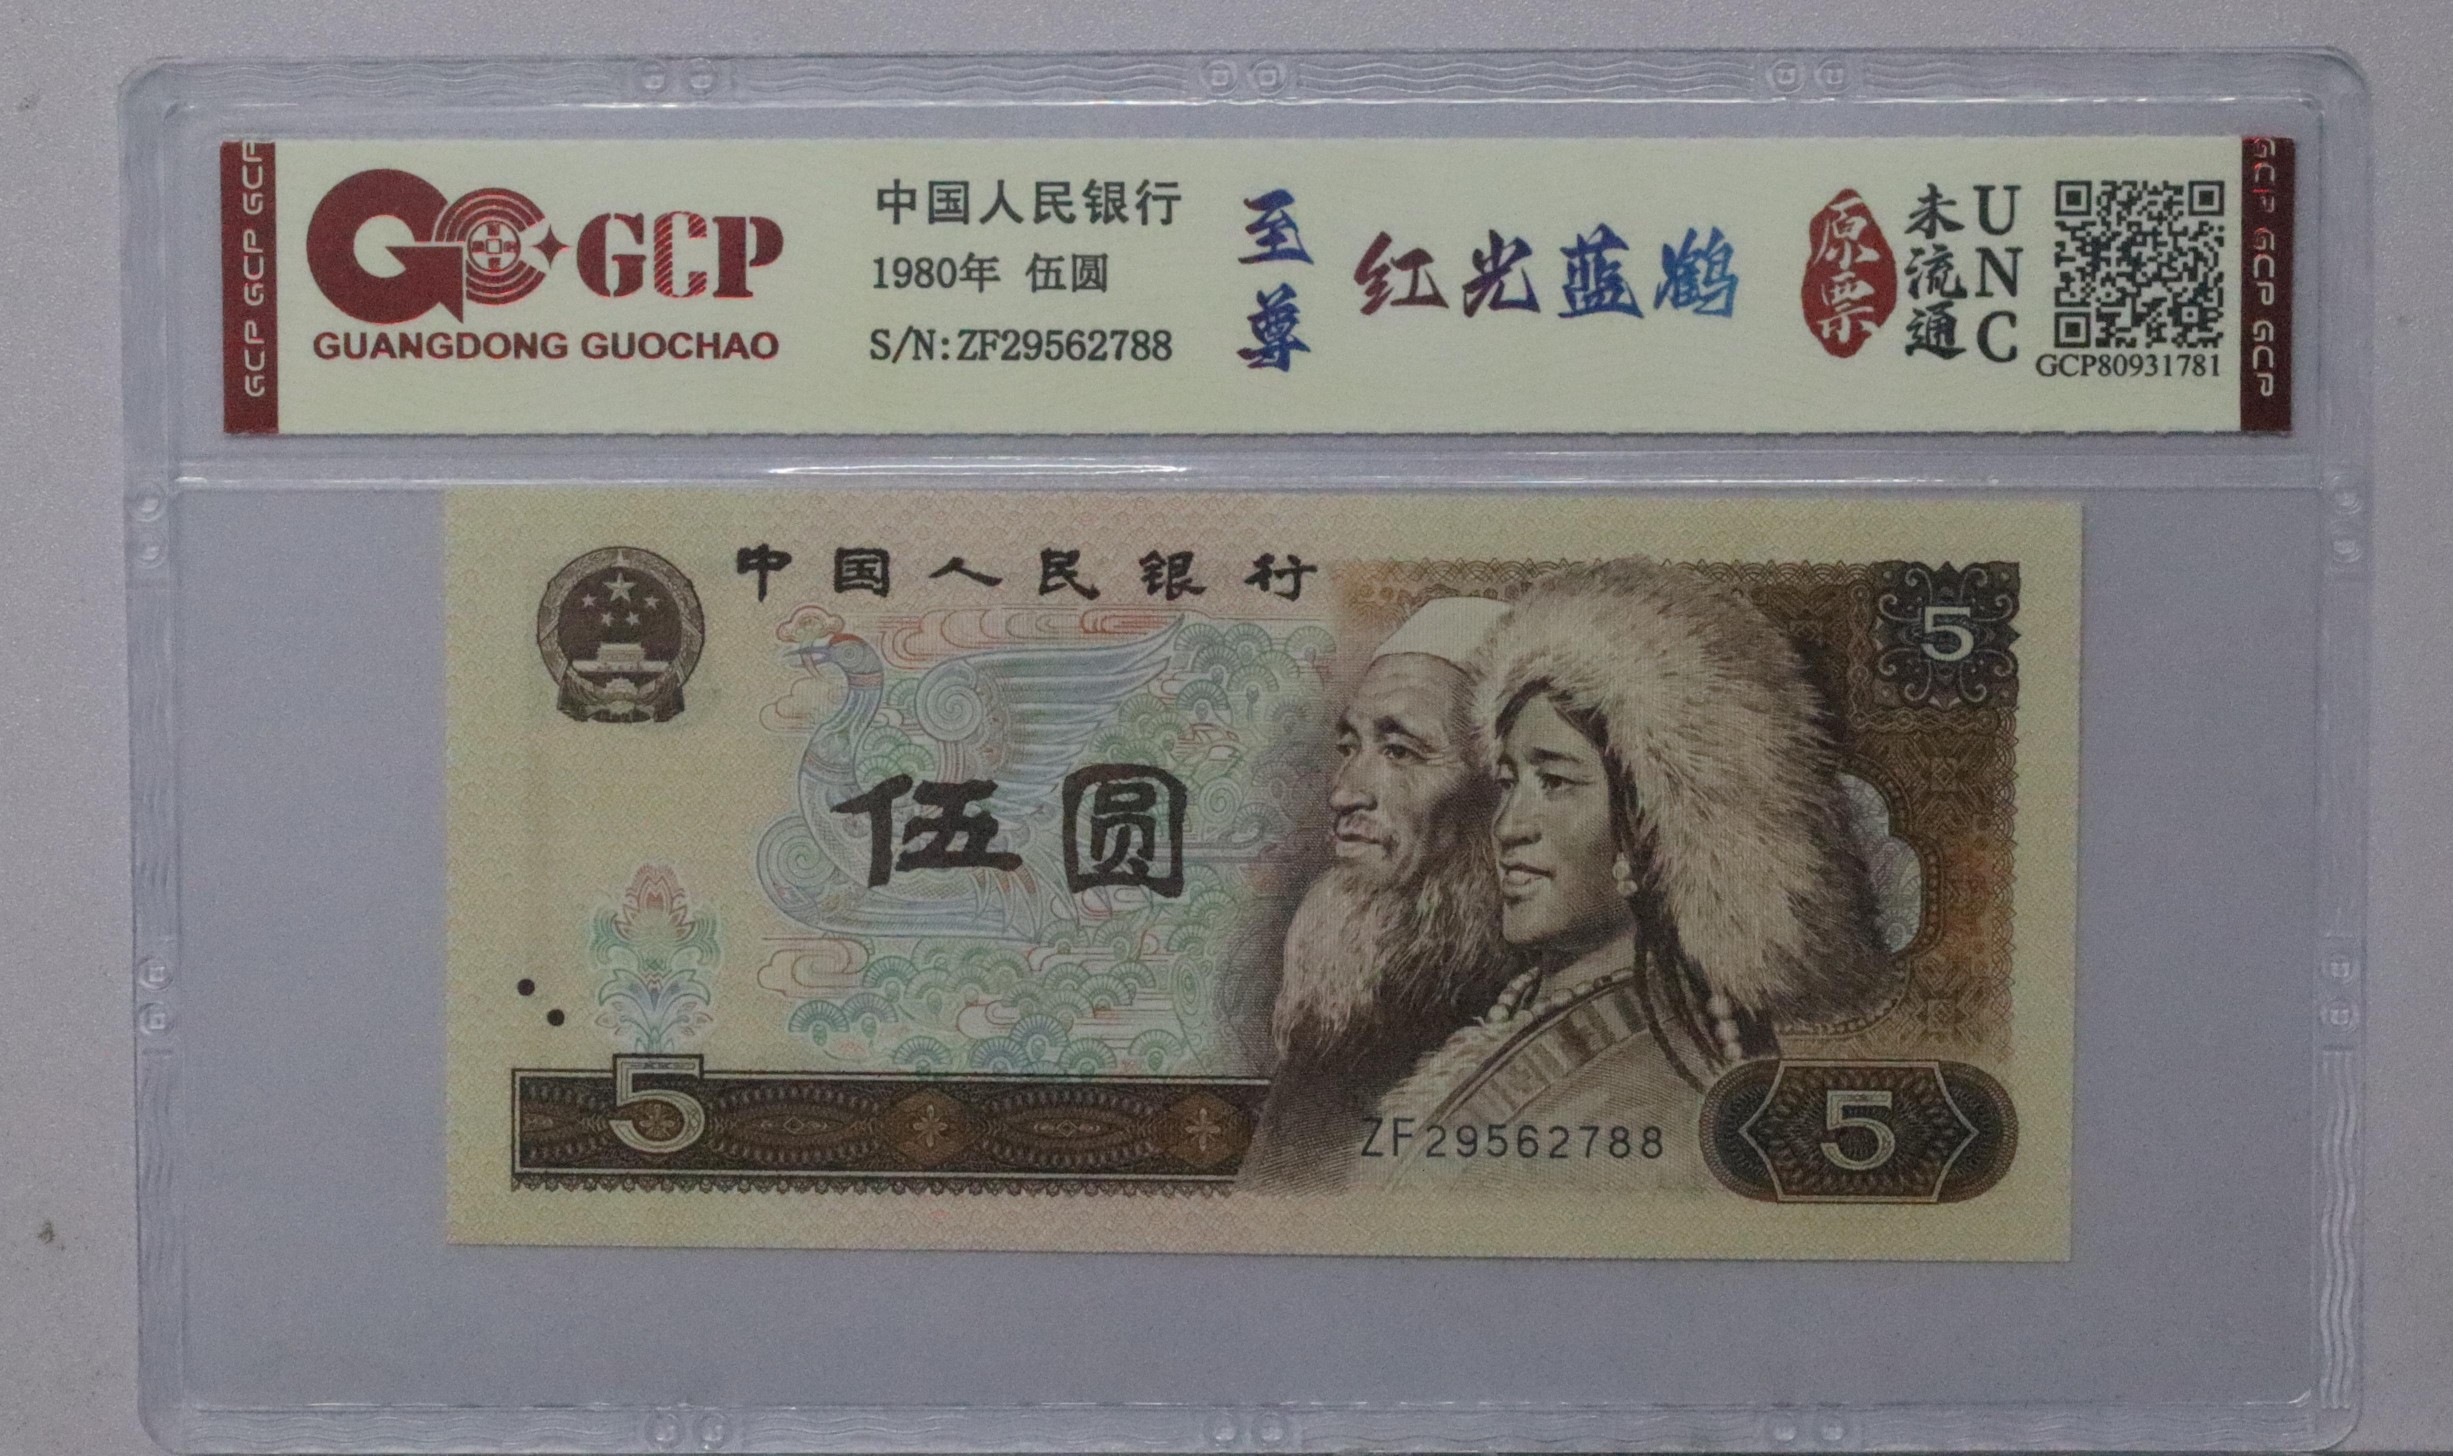 GCP GCP GCP
GCP
GUANGDONG GUOCHAO
中国人民银行
1980年 伍圆
S/N:ZF29562788
至尊
红光蓝鹤
原票
未流通
UNC
GCP80931781
GCP GCP GCP
中国人民银行
5
伍圆
5
ZF29562788
5